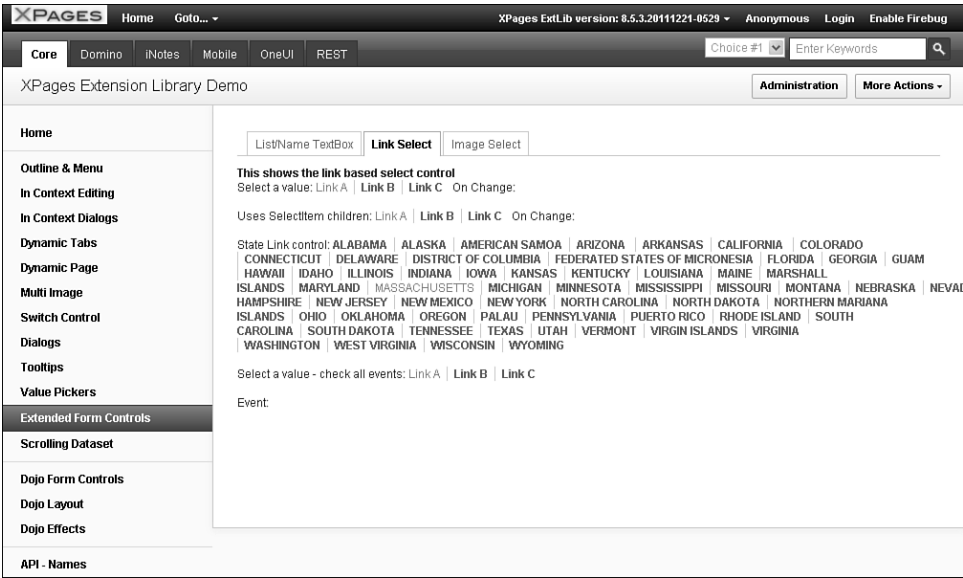 XPAGES Home Goto... XPages ExtLib version: 8.5.3.20111221-0529 Anonymous Login Enable Firebug
Core Domino iNotes Mobile OneUI REST Choice #1 Enter Keywords
XPages Extension Library Demo Administration More Actions
Home
Outline & Menu
In Context Editing
In Context Dialogs
Dynamic Tabs
Dynamic Page
Multi Image
Switch Control
Dialogs
Tooltips
Value Pickers
Extended Form Controls
Scrolling Dataset
Dojo Form Controls
Dojo Layout
Dojo Effects
API - Names
List/Name TextBox Link Select Image Select
This shows the link based select control
Select a value: Link A | Link B | Link C On Change:
Uses SelectItem children: Link A | Link B | Link C On Change:
State Link control: ALABAMA | ALASKA | AMERICAN SAMOA | ARIZONA | ARKANSAS | CALIFORNIA | COLORADO
| CONNECTICUT | DELAWARE | DISTRICT OF COLUMBIA | FEDERATED STATES OF MICRONESIA | FLORIDA | GEORGIA | GUAM
| HAWAII | IDAHO | ILLINOIS | INDIANA | IOWA | KANSAS | KENTUCKY | LOUISIANA | MAINE | MARSHALL
ISLANDS | MARYLAND | MASSACHUSETTS | MICHIGAN | MINNESOTA | MISSISSIPPI | MISSOURI | MONTANA | NEBRASKA | NEVAD
HAMPSHIRE | NEW JERSEY | NEW MEXICO | NEW YORK | NORTH CAROLINA | NORTH DAKOTA | NORTHERN MARIANA
ISLANDS | OHIO | OKLAHOMA | OREGON | PALAU | PENNSYLVANIA | PUERTO RICO | RHODE ISLAND | SOUTH
CAROLINA | SOUTH DAKOTA | TENNESSEE | TEXAS | UTAH | VERMONT | VIRGIN ISLANDS | VIRGINIA
| WASHINGTON | WEST VIRGINIA | WISCONSIN | WYOMING
Select a value - check all events: Link A | Link B | Link C
Event: